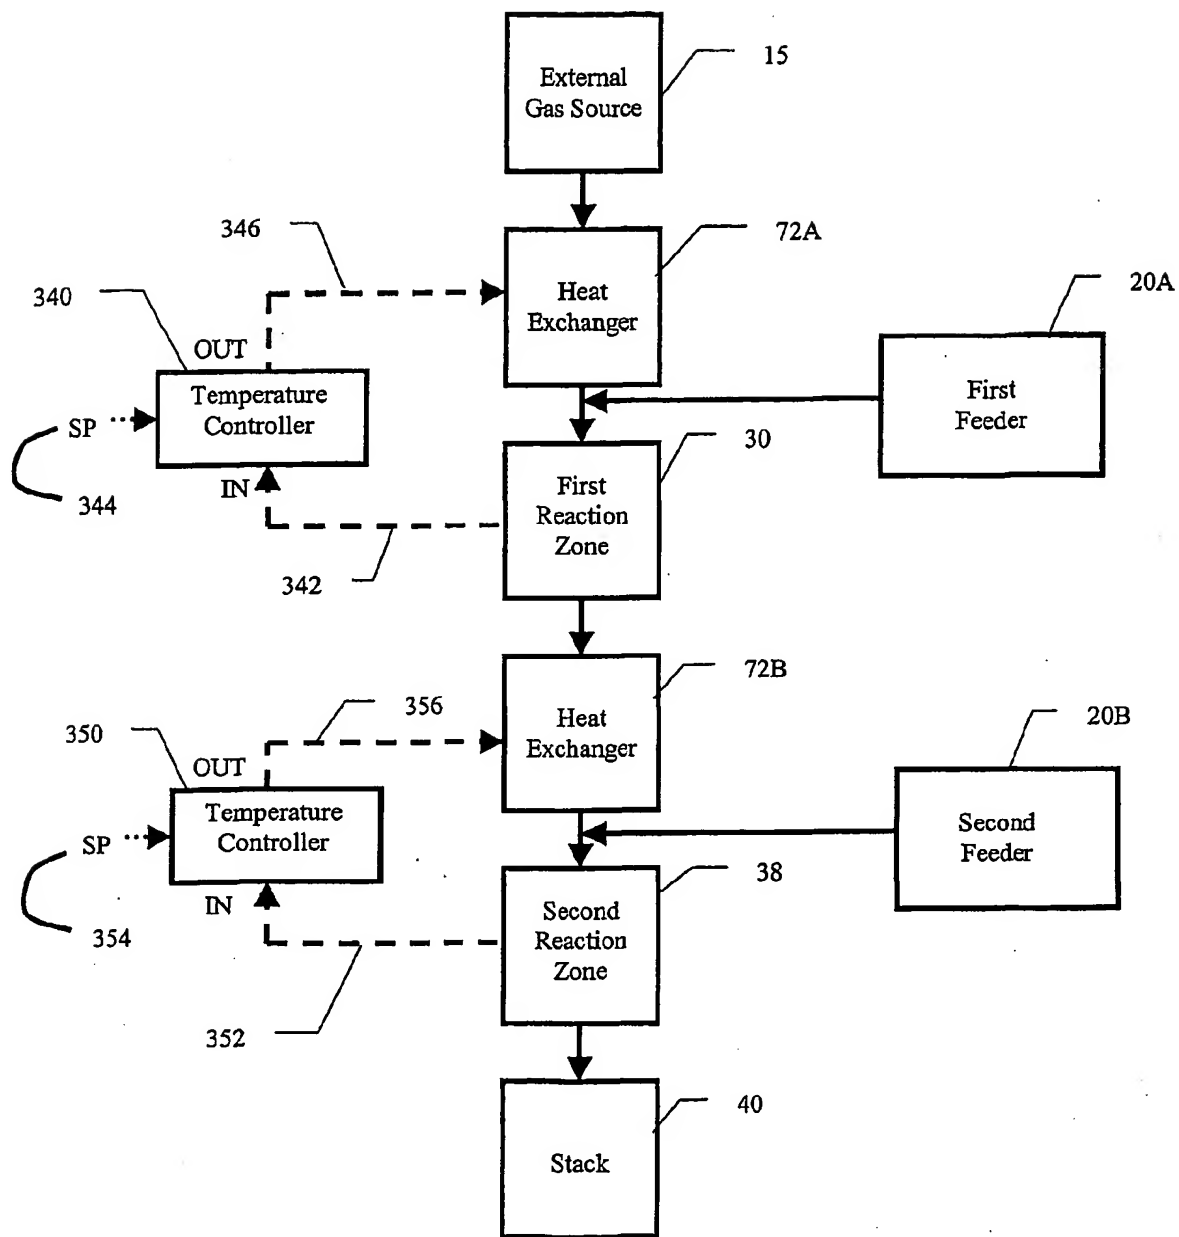 15
External
Gas Source
346
72A
340
Heat
Exchanger
20A
OUT
Temperature
Controller
First
Feeder
SP
30
344
IN
First
Reaction
Zone
342
72B
356
350
Heat
Exchanger
20B
OUT
Temperature
Controller
Second
Feeder
SP
38
354
IN
Second
Reaction
Zone
352
40
Stack